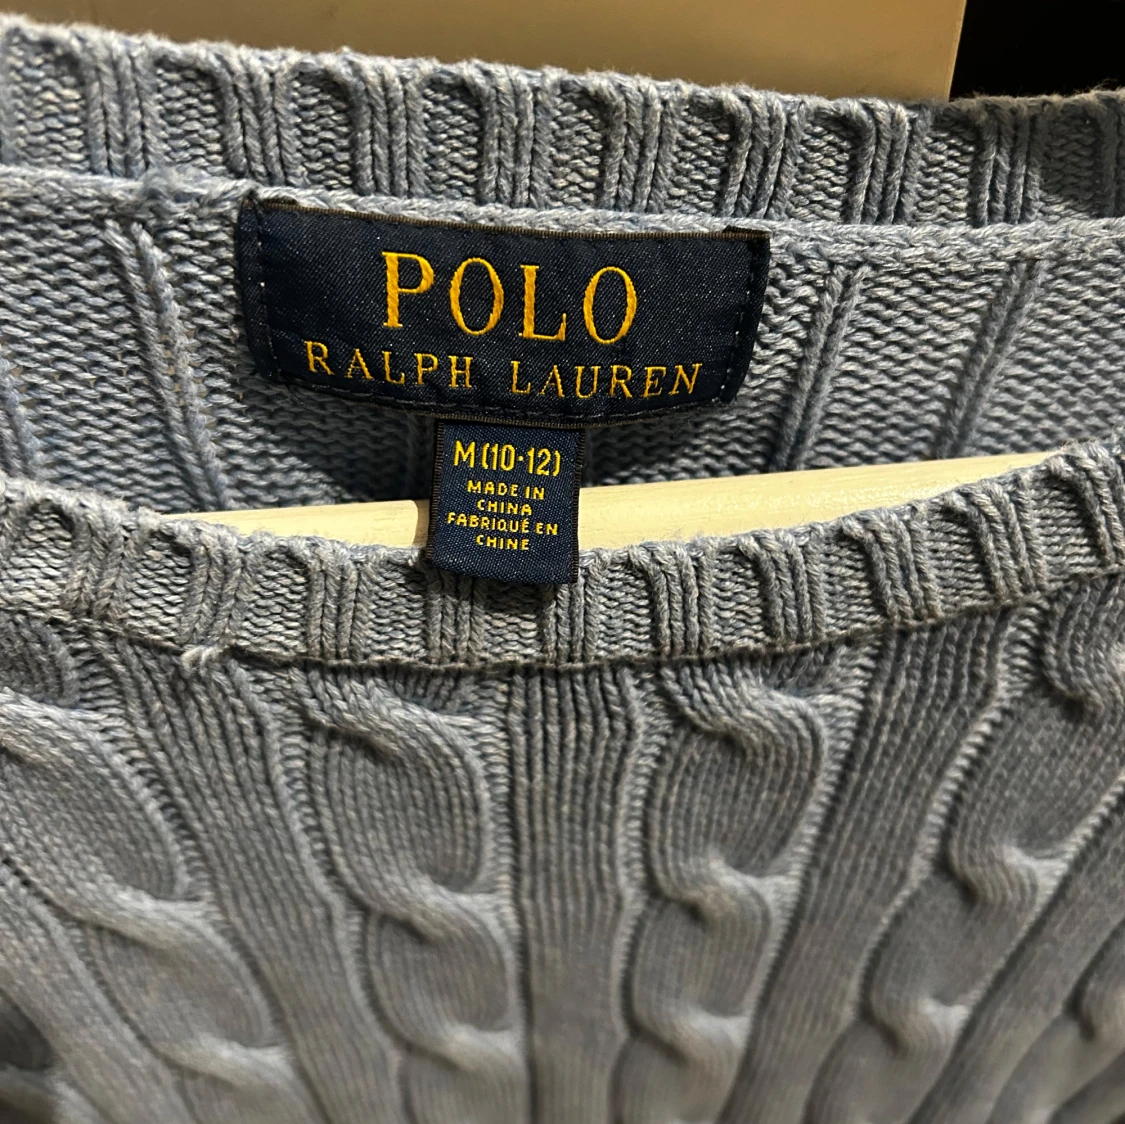 POLO
RALPH LAUREN
M (10-12)
MADE IN
CHINA
FABRIQUÉ EN
CHINE